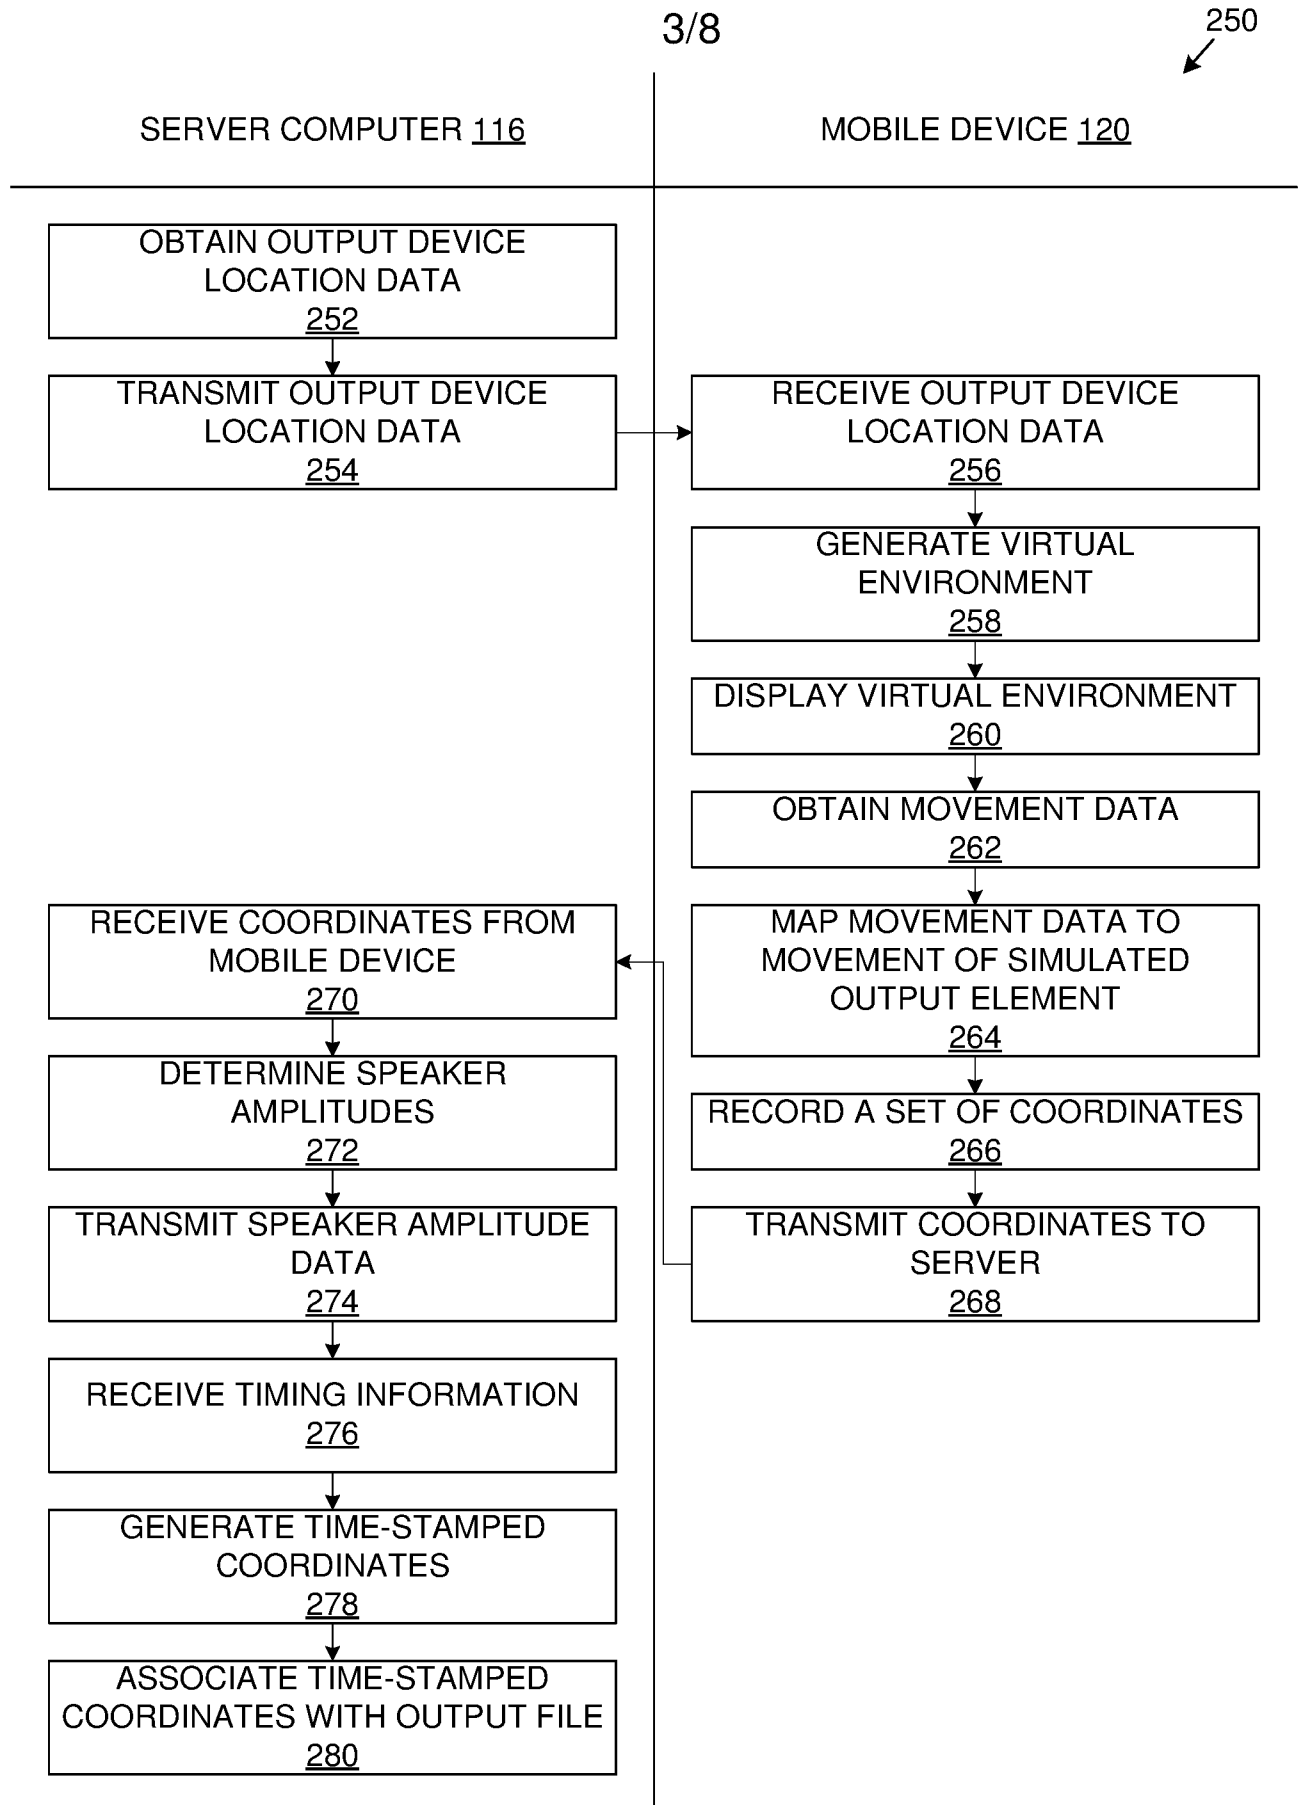 3/8
250
SERVER COMPUTER 116
MOBILE DEVICE 120
OBTAIN OUTPUT DEVICE
LOCATION DATA
252
TRANSMIT OUTPUT DEVICE
LOCATION DATA
254
RECEIVE OUTPUT DEVICE
LOCATION DATA
256
GENERATE VIRTUAL
ENVIRONMENT
258
DISPLAY VIRTUAL ENVIRONMENT
260
OBTAIN MOVEMENT DATA
262
MAP MOVEMENT DATA TO
MOVEMENT OF SIMULATED
OUTPUT ELEMENT
264
RECORD A SET OF COORDINATES
266
TRANSMIT COORDINATES TO
SERVER
268
RECEIVE COORDINATES FROM
MOBILE DEVICE
270
DETERMINE SPEAKER
AMPLITUDES
272
TRANSMIT SPEAKER AMPLITUDE
DATA
274
RECEIVE TIMING INFORMATION
276
GENERATE TIME-STAMPED
COORDINATES
278
ASSOCIATE TIME-STAMPED
COORDINATES WITH OUTPUT FILE
280